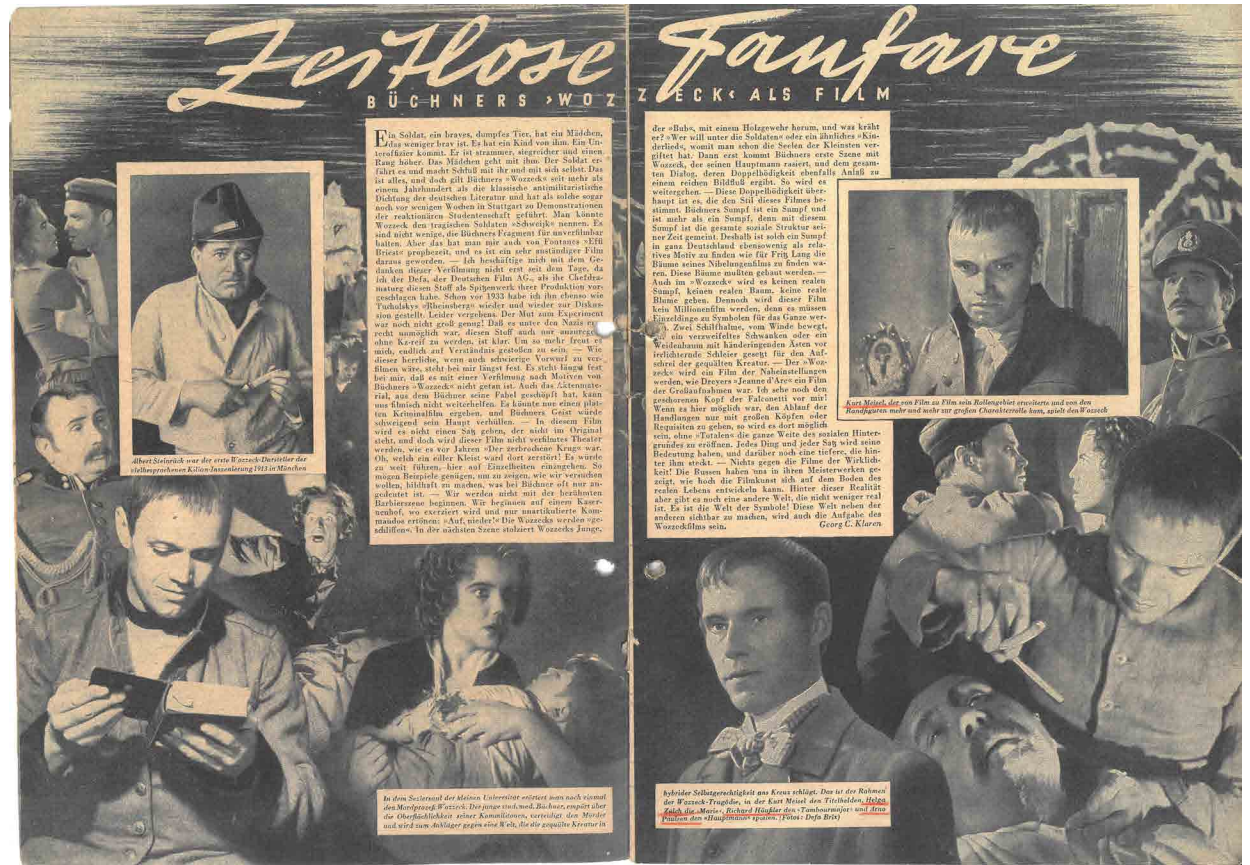 Zeitlose Fanfare
BÜCHNERS ›WOZZECK‹ ALS FILM
Ein Soldat, ein braves, dumpfes Tier, hat ein Mädchen,
das weniger brav ist. Es hat ein Kind von ihm. Ein Un-
teroffizier kommt. Er ist strammer, siegreicher und einen
Rang höher. Das Mädchen geht mit ihm. Der Soldat er-
fährt es und macht Schluß mit ihr und mit sich selbst. Das
ist alles, und doch gilt Büchners »Wozzeck« seit mehr als
einem Jahrhundert als die klassische antimilitaristische
Dichtung der deutschen Literatur und hat als solche sogar
noch vor wenigen Wochen in Stuttgart zu Demonstrationen
der reaktionären Studentenschaft geführt. Man könnte
Wozzeck den tragischen Soldaten »Schwejk« nennen. Es
sind nicht wenige, die Büchners Fragment für unverfilmbar
halten. Aber das hat man mir auch von Fontanes »Effi
Briest« prophezeit, und es ist ein sehr anständiger Film
daraus geworden. — Ich beschäftige mich mit dem Ge-
danken dieser Verfilmung nicht erst seit dem Tage, da
ich der Defa, der Deutschen Film AG., als ihr Chefdra-
maturg diesen Stoff als Spitzenwerk ihrer Produktion vor-
geschlagen habe. Schon vor 1933 habe ich ihn ebenso wie
Tucholskys »Rheinsberg« wieder und wieder zur Diskus-
sion gestellt. Leider vergebens. Der Mut zum Experiment
war noch nicht groß genug! Daß es unter den Nazis erst
recht unmöglich war, diesen Stoff auch nur anzuregen,
ohne Kz-reif zu werden, ist klar. Um so mehr freut es
mich, endlich auf Verständnis gestoßen zu sein. — Wie
dieser herrliche, wenn auch schwierige Vorwurf zu ver-
filmen wäre, steht bei mir längst fest. Es steht längst fest
bei mir, daß es mit einer Verfilmung nach Motiven von
Büchners »Wozzeck« nicht getan ist. Auch das Aktenmate-
rial, aus dem Büchner seine Fabel geschöpft hat, kann
uns filmisch nicht weiterhelfen. Es könnte nur einen plat-
ten Kriminalfilm ergeben, und Büchners Geist würde
schweigend sein Haupt verhüllen. — In diesem Film
wird es nicht einen Satz geben, der nicht im Original
steht, und doch wird dieser Film nicht verfilmtes Theater
werden, wie es vor Jahren »Der zerbrochene Krug« war.
Oh, welch ein edler Kleist ward dort zerstört! Es würde
zu weit führen, hier auf Einzelheiten einzugehen. So
mögen Beispiele genügen, um zu zeigen, wie wir versuchen
wollen, bildhaft zu machen, was bei Büchner oft nur an-
gedeutet ist. — Wir werden nicht mit der berühmten
Barbierszene beginnen. Wir beginnen auf einem Kaser-
nenhof, wo exerziert wird und nur unartikulierte Kom-
mandos ertönen: »Auf, nieder!« Die Wozzecks werden »ge-
schliffen«. In der nächsten Szene stolziert Wozzecks Junge,
der »Bub«, mit einem Holzgewehr herum, und was kräht
er? »Wer will unter die Soldaten« oder ein ähnliches »Kin-
derlied«, womit man schon die Seelen der Kleinsten ver-
giftet hat. Dann erst kommt Büchners erste Szene mit
Wozzeck, der seinen Hauptmann rasiert, und dem gesam-
ten Dialog, deren Doppelbödigkeit ebenfalls Anlaß zu
einem reichen Bildfluß ergibt. So wird es
weitergehen. — Diese Doppelbödigkeit über-
haupt ist es, die den Stil dieses Filmes be-
stimmt. Büchners Sumpf ist ein Sumpf und
ist mehr als ein Sumpf, denn mit diesem
Sumpf ist die gesamte soziale Struktur sei-
ner Zeit gemeint. Deshalb ist solch ein Sumpf
in ganz Deutschland ebensowenig als rela-
tives Motiv zu finden wie für Fritz Lang die
Bäume seines Nibelungenfilms zu finden wa-
ren. Diese Bäume mußten gebaut werden. —
Auch im »Wozzeck« wird es keinen realen
Sumpf, keinen realen Baum, keine reale
Blume geben. Dennoch wird dieser Film
kein Millionenfilm werden, denn es müssen
Einzeldinge zu Symbolen für das Ganze wer-
den. Zwei Schilfhalme, vom Winde bewegt,
ein verzweifeltes Schwanken oder ein
Weidenbaum mit händeringenden Ästen vor
irrlichternde Schleier gesetzt für den Auf-
schrei der gequälten Kreatur. — Der »Woz-
zeck« wird ein Film der Naheinstellungen
werden, wie Dreyers »Jeanne d'Arc« ein Film
der Großaufnahmen war. Ich sehe noch den
geschorenen Kopf der Falconetti vor mir!
Wenn es hier möglich war, den Ablauf der
Handlungen nur mit großen Köpfen oder
Requisiten zu geben, so wird es dort möglich
sein, ohne »Totalen« die ganze Weite des sozialen Hinter-
grundes zu eröffnen. Jedes Ding und jeder Satz wird seine
Bedeutung haben, und darüber noch eine tiefere, die hin-
ter ihm steckt. — Nichts gegen die Filme der Wirklich-
keit! Die Russen haben uns in ihren Meisterwerken ge-
zeigt, wie hoch die Filmkunst sich auf dem Boden des
realen Lebens entwickeln kann. Hinter dieser Realität
aber gibt es noch eine andere Welt, die nicht weniger real
ist. Es ist die Welt der Symbole! Diese Welt neben der
anderen sichtbar zu machen, wird auch die Aufgabe des
Wozzeckfilms sein.
Georg C. Klaren
Albert Steinrück war der erste Wozzeck-Darsteller der
vielbesprochenen Kilian-Inszenierung 1913 in München
Kurt Meisel, der von Film zu Film sein Rollengebiet erweiterte und von den
Randfiguren mehr und mehr zur großen Charakterrolle kam, spielt den Wozzeck
In dem Seziersaal der kleinen Universität erörtert man noch einmal
den Mordprozeß Wozzeck. Der junge stud. med. Büchner, empört über
die Oberflächlichkeit seiner Kommilitonen, verteidigt den Mörder
und wird zum Ankläger gegen eine Welt, die die gequälte Kreatur in
hybrider Selbstgerechtigkeit ans Kreuz schlägt. Das ist der Rahmen
der Wozzeck-Tragödie, in der Kurt Meisel den Titelhelden, Helga
Zülch die »Marie«, Richard Häußler den »Tambourmajor« und Arno
Paulsen den »Hauptmann« spielen. (Fotos: Defa Brix)